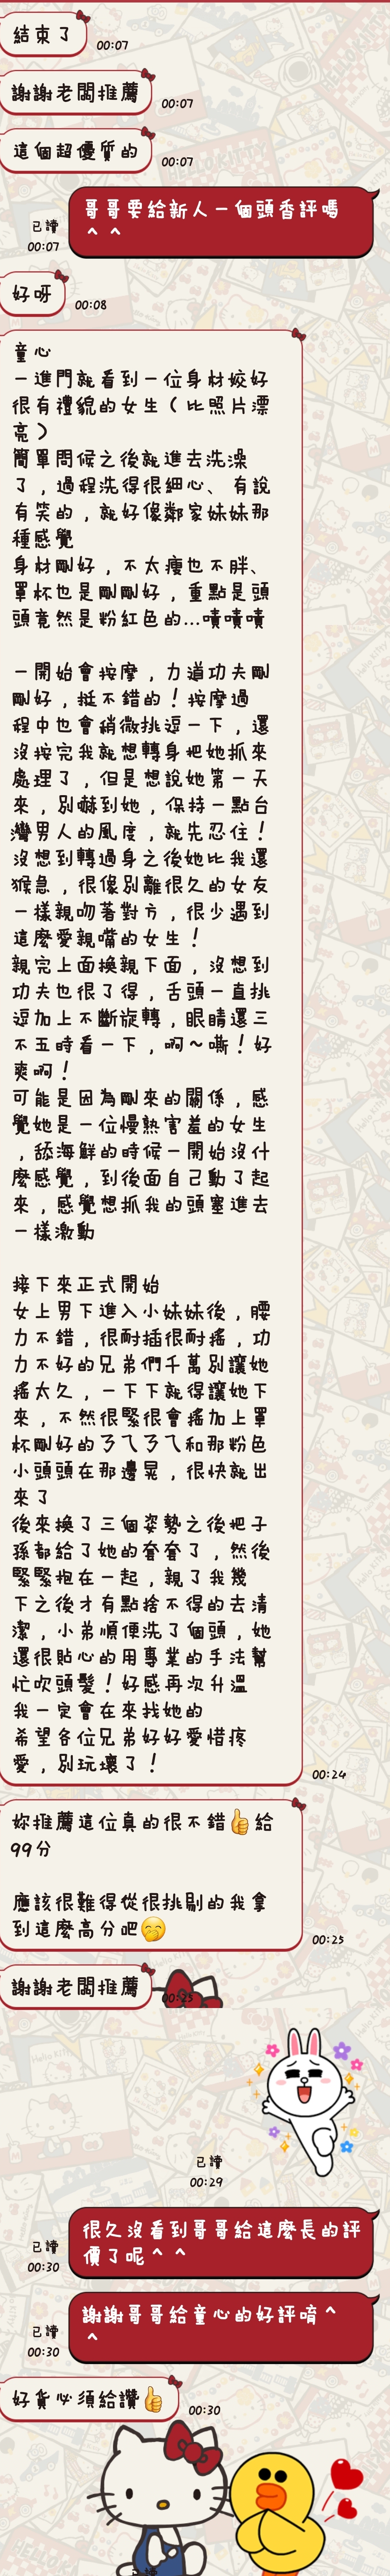 結束了
00:07
謝謝老闆推薦
00:07
這個超優質的
00:07
哥哥要給新人一個頭香評嗎
^ ^
已讀
00:07
好呀
00:08
童心
一進門就看到一位身材姣好
很有禮貌的女生（比照片漂
亮）
簡單問候之後就進去洗澡
了，過程洗得很細心、有說
有笑的，就好像鄰家妹妹那
種感覺
身材剛好，不太瘦也不胖、
罩杯也是剛剛好，重點是頭
頭竟然是粉紅色的...嘖嘖嘖
一開始會按摩，力道功夫剛
剛好，挺不錯的！按摩過
程中也會稍微挑逗一下，還
沒按完我就想轉身把她抓來
處理了，但是想說她第一天
來，別嚇到她，保持一點台
灣男人的風度，就先忍住！
沒想到轉過身之後她比我還
猴急，很像別離很久的女友
一樣親吻著對方，很少遇到
這麼愛親嘴的女生！
親完上面換親下面，沒想到
功夫也很了得，舌頭一直挑
逗加上不斷旋轉，眼睛還三
不五時看一下，啊～嘶！好
爽啊！
可能是因為剛來的關係，感
覺她是一位慢熟害羞的女生
，舔海鮮的時候一開始沒什
麼感覺，到後面自己動了起
來，感覺想抓我的頭塞進去
一樣激動
接下來正式開始
女上男下進入小妹妹後，腰
力不錯，很耐插很耐搖，功
力不好的兄弟們千萬別讓她
搖太久，一下下就得讓她下
來，不然很緊很會搖加上罩
杯剛好的ㄋㄟㄋㄟ和那粉色
小頭頭在那邊晃，很快就出
來了
後來換了三個姿勢之後把子
孫都給了她的套套了，然後
緊緊抱在一起，親了我幾
下之後才有點捨不得的去清
潔，小弟順便洗了個頭，她
還很貼心的用專業的手法幫
忙吹頭髮！好感再次升溫
我一定會在來找她的
希望各位兄弟好好愛惜疼
愛，別玩壞了！
00:24
妳推薦這位真的很不錯👍給
99分
應該很難得從很挑剔的我拿
到這麼高分吧🤭
00:25
謝謝老闆推薦
00:25
已讀
00:29
很久沒看到哥哥給這麼長的評
價了呢^ ^
已讀
00:30
謝謝哥哥給童心的好評唷^
^
已讀
00:30
好貨必須給讚👍
00:30
已讀